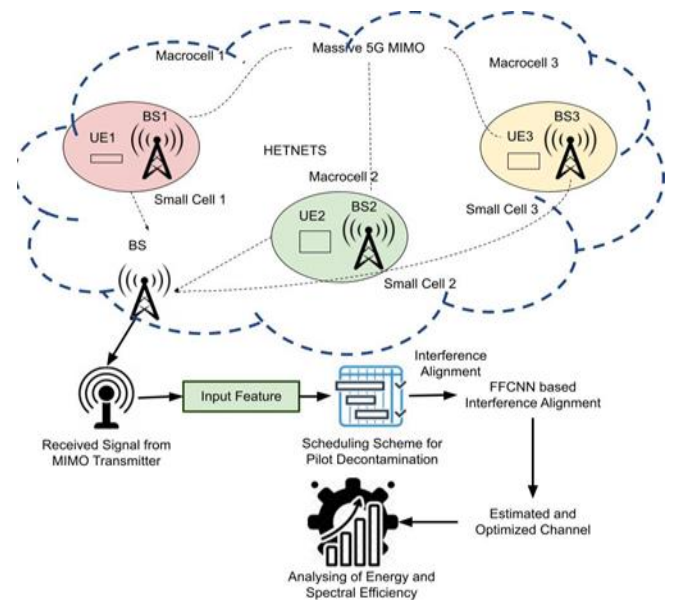 Massive 5G MIMO
Macrocell 1
Macrocell 3
BS1
UE1
BS3
UE3
HETNETS
Macrocell 2
Small Cell 1
UE2
BS2
Small Cell 3
BS
Small Cell 2
Interference
Alignment
Input Feature
FFCNN based
Interference Alignment
Received Signal from
MIMO Transmitter
Scheduling Scheme for
Pilot Decontamination
Estimated and
Optimized Channel
Analysing of Energy and
Spectral Efficiency